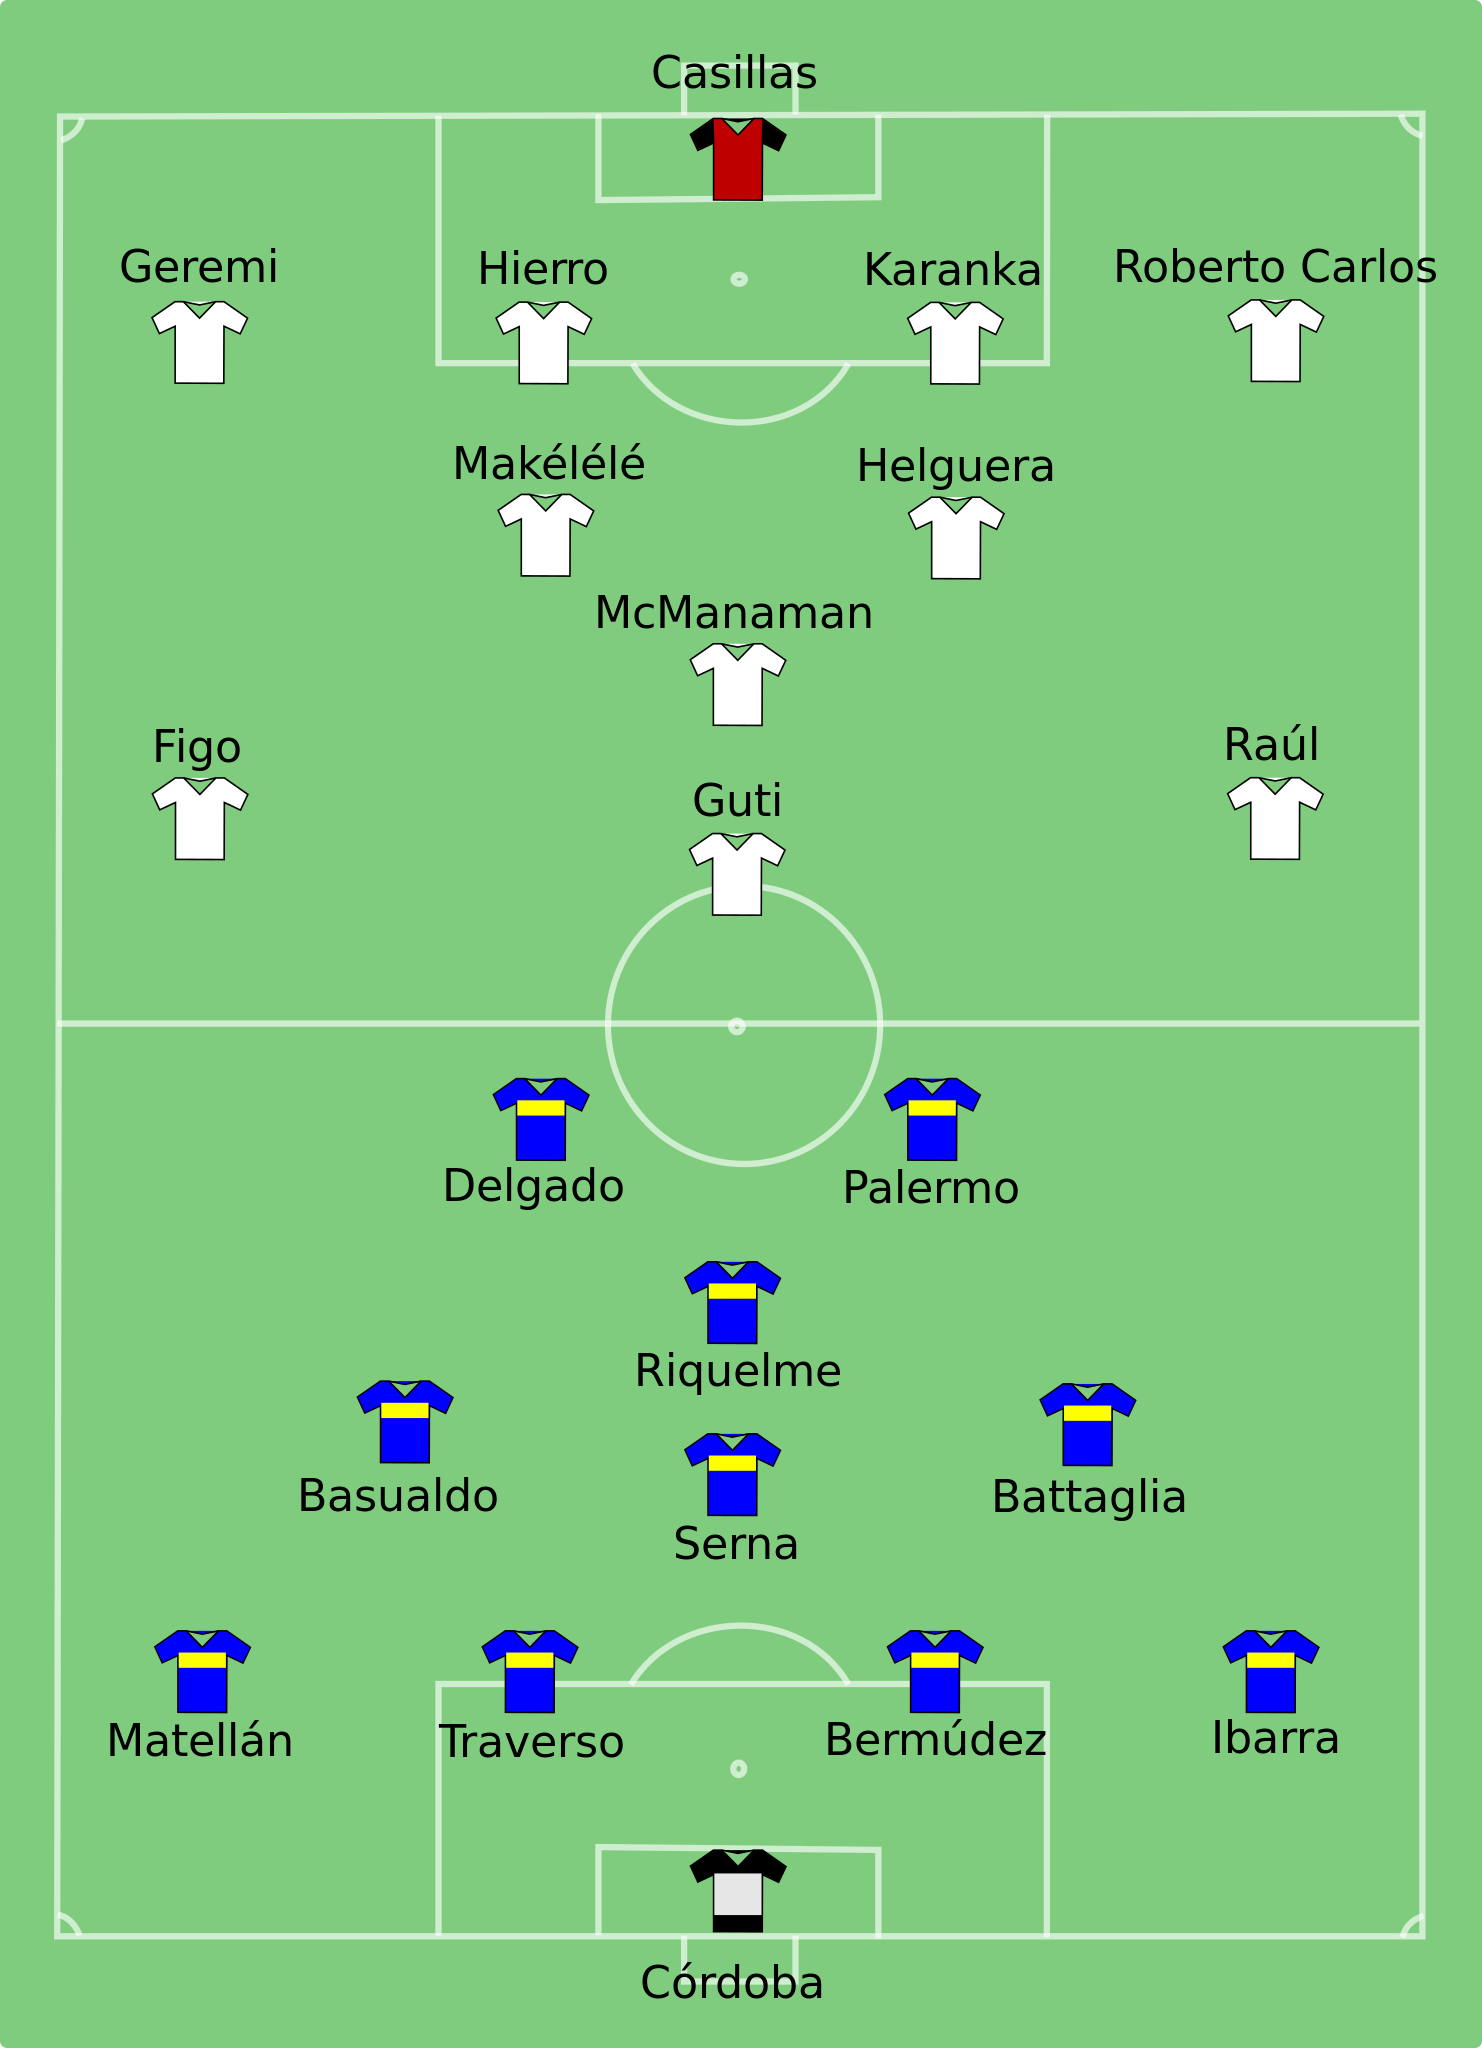 Casillas
Geremi
Hierro
Karanka
Roberto Carlos
Makélélé
Helguera
McManaman
Figo
Raúl
Guti
Delgado
Palermo
Riquelme
Basualdo
Battaglia
Serna
Matellán
Traverso
Bermúdez
Ibarra
Córdoba